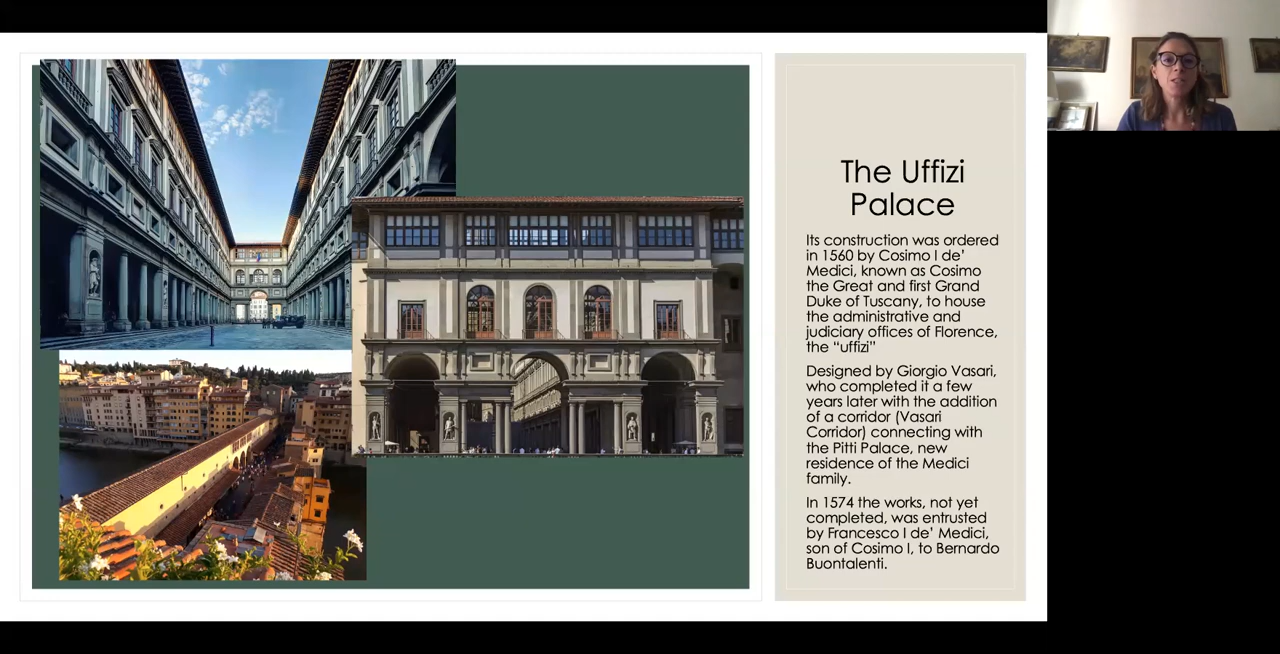 The Uffizi
Palace
Its construction was ordered
in 1560 by Cosimo I de’
Medici, known as Cosimo
the Great and first Grand
Duke of Tuscany, to house
the administrative and
judiciary offices of Florence,
the “uffizi”
Designed by Giorgio Vasari,
who completed it a few
years later with the addition
of a corridor (Vasari
Corridor) connecting with
the Pitti Palace, new
residence of the Medici
family.
In 1574 the works, not yet
completed, was entrusted
by Francesco I de’ Medici,
son of Cosimo I, to Bernardo
Buontalenti.